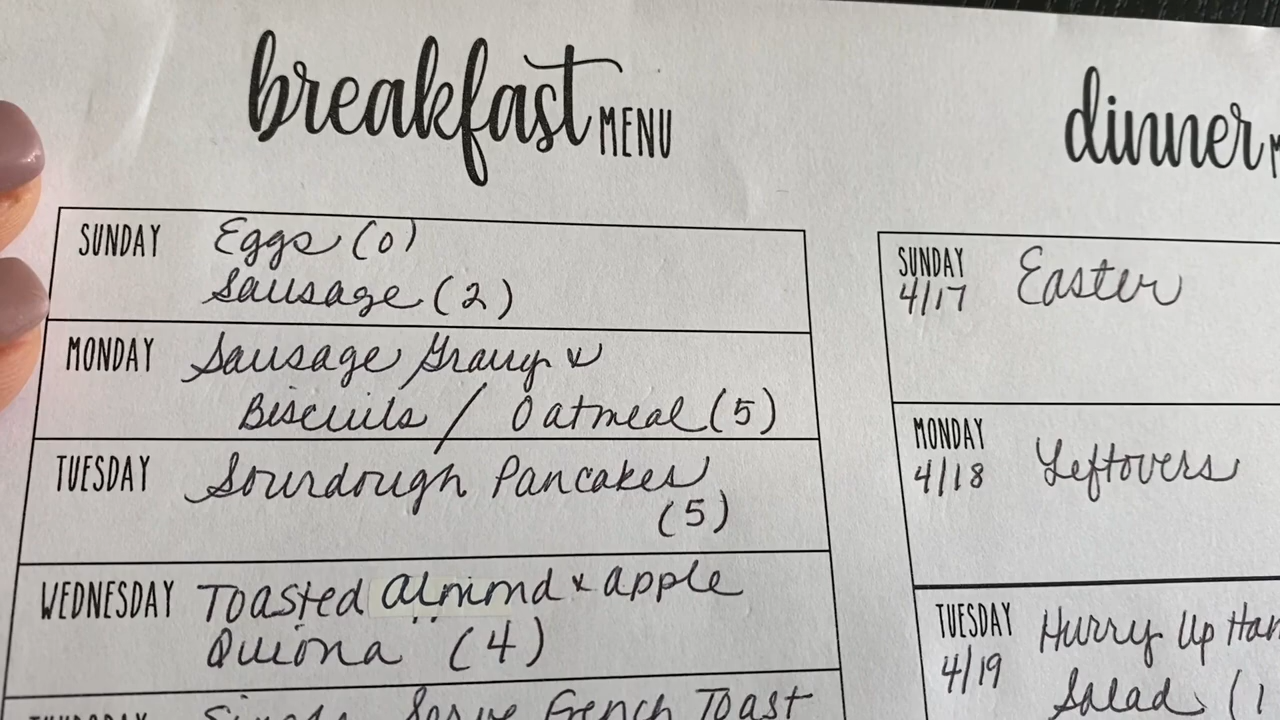 breakfast MENU
SUNDAY Eggs (0)
Sausage (2)
MONDAY Sausage Gravy &
Biscuits / Oatmeal (5)
TUESDAY Sourdough Pancakes
(5)
WEDNESDAY Toasted Almond & apple
Quiona (4)
Serve French Toast
dinner
SUNDAY
4/17 Easter
MONDAY
4/18 Leftovers
TUESDAY
4/19 Hurry Up
Salad (1